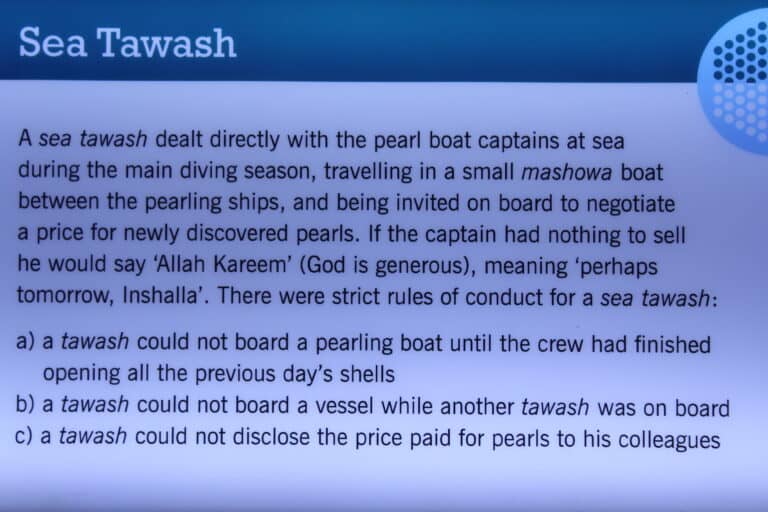 Sea Tawash
A sea tawash dealt directly with the pearl boat captains at sea
during the main diving season, travelling in a small mashowa boat
between the pearling ships, and being invited on board to negotiate
a price for newly discovered pearls. If the captain had nothing to sell
he would say ‘Allah Kareem’ (God is generous), meaning ‘perhaps
tomorrow, Inshalla’. There were strict rules of conduct for a sea tawash:
a) a tawash could not board a pearling boat until the crew had finished
opening all the previous day’s shells
b) a tawash could not board a vessel while another tawash was on board
c) a tawash could not disclose the price paid for pearls to his colleagues